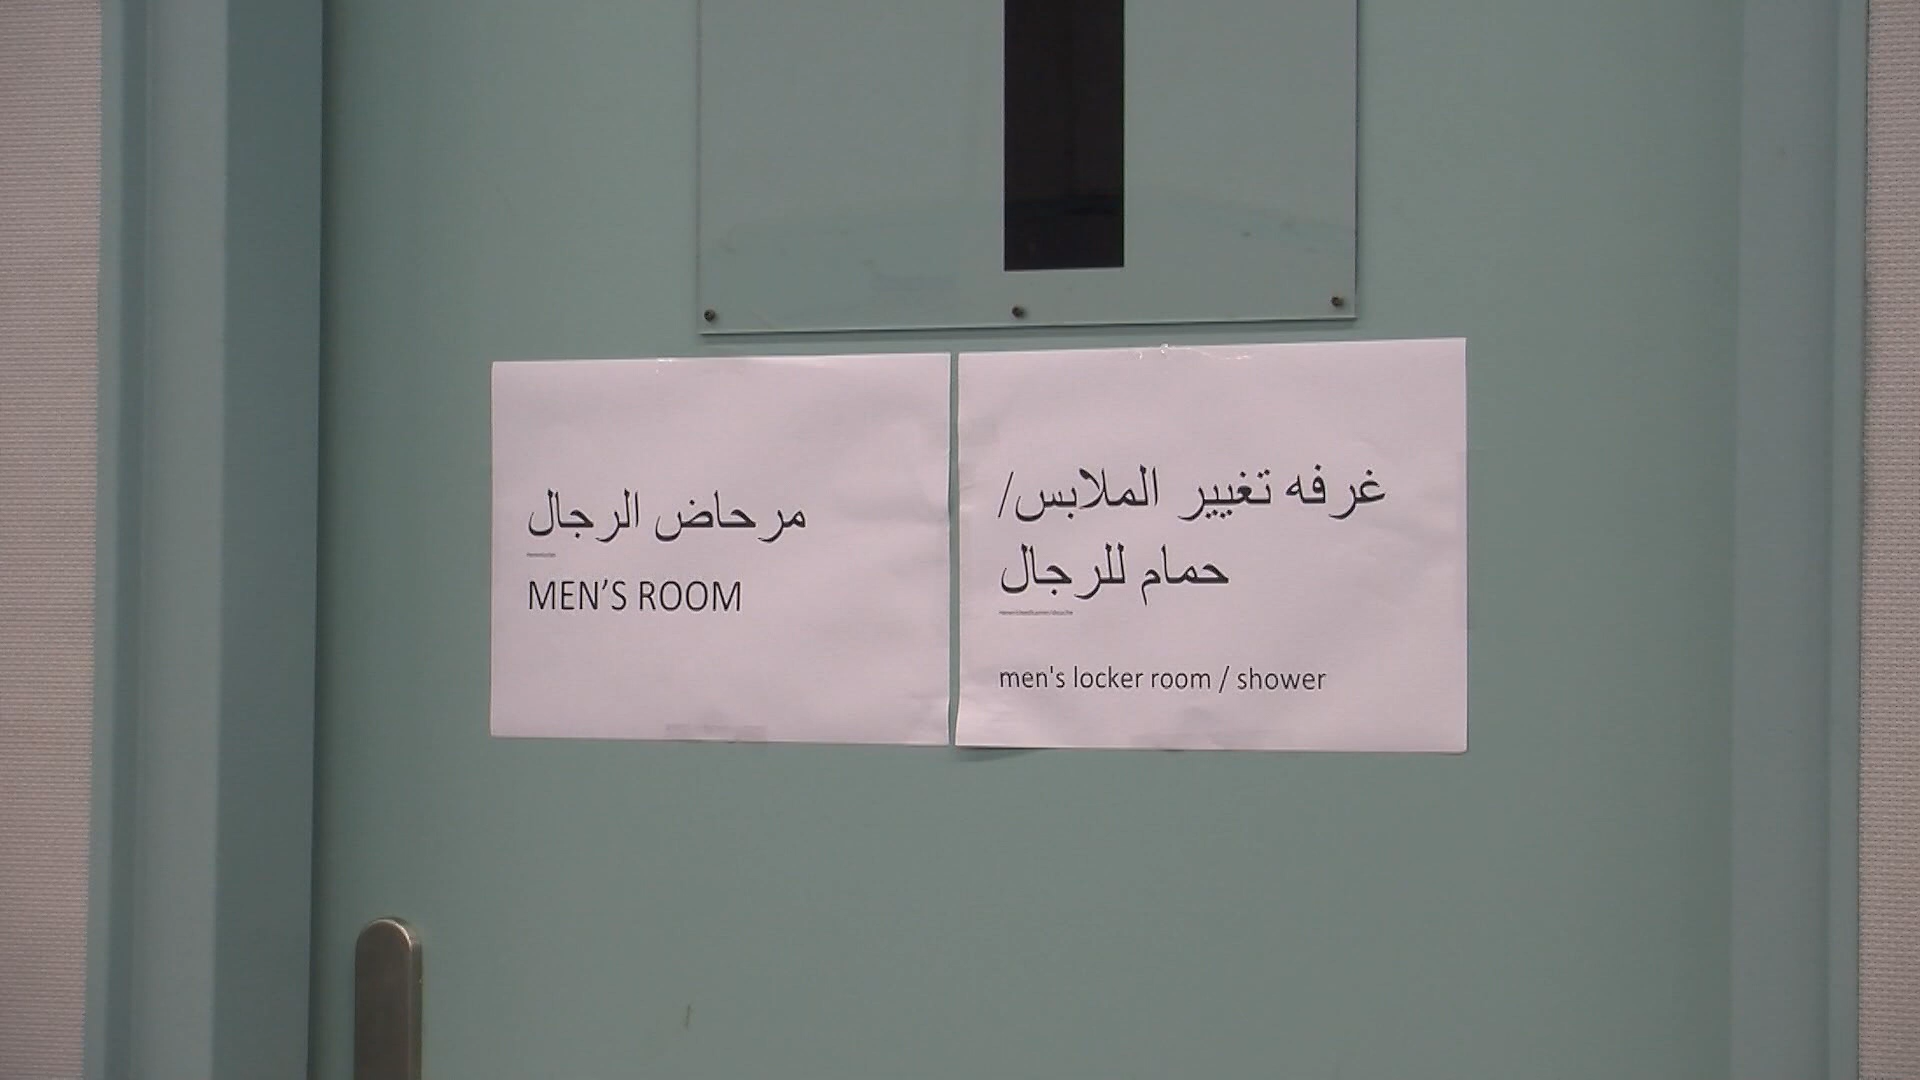 مرحاض الرجال
MEN'S ROOM
غرفه تغيير الملابس/
حمام للرجال
men's locker room / shower